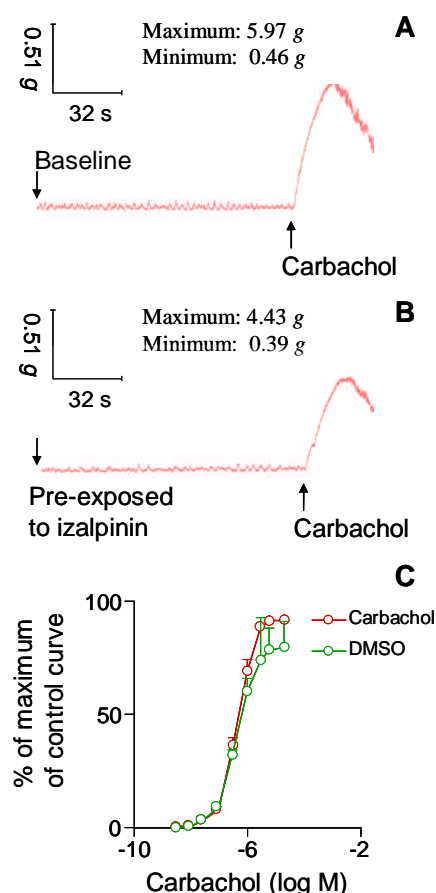 A
Maximum: 5.97 g
Minimum: 0.46 g
0.51 g
32 s
Baseline
Carbachol
B
Maximum: 4.43 g
Minimum: 0.39 g
0.51 g
32 s
Pre-exposed
to izalpinin
Carbachol
C
100
50
0
% of maximum
of control curve
Carbachol
DMSO
-10
-6
-2
Carbachol (log M)